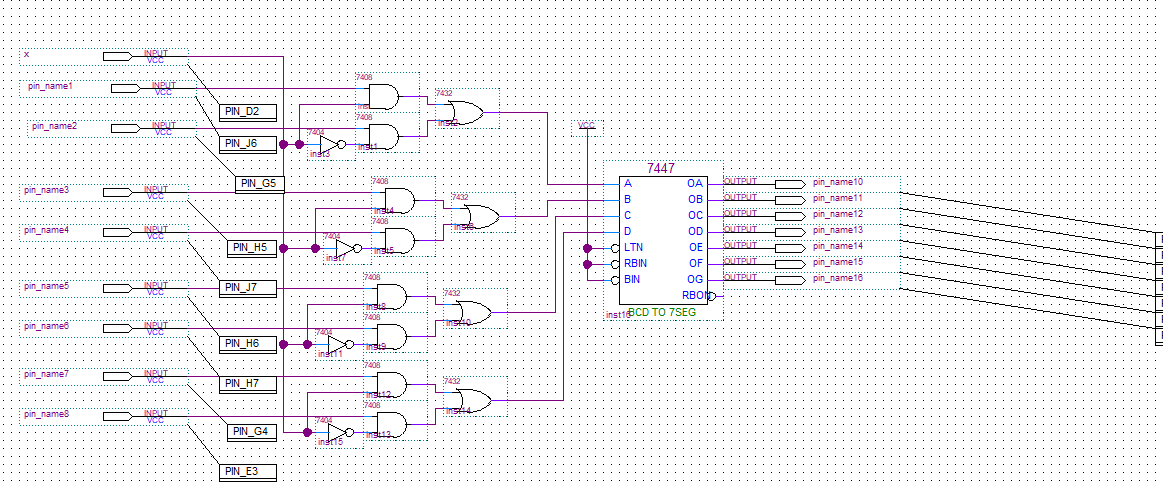 x INPUT VCC
pin_name1 INPUT VCC
PIN_D2
pin_name2 INPUT VCC
PIN_J6
PIN_G5
7408
inst
7432
inst2
7404
inst3
7408
inst1
VCC
pin_name3 INPUT VCC
pin_name4 INPUT VCC
PIN_H5
PIN_J7
7408
inst4
7432
7404
inst7
7408
inst5
pin_name5 INPUT VCC
pin_name6 INPUT VCC
PIN_H6
PIN_H7
7408
inst8
7432
inst10
7404
inst11
7408
inst9
pin_name7 INPUT VCC
pin_name8 INPUT VCC
PIN_G4
PIN_E3
7408
inst12
7432
inst14
7404
inst15
7408
inst13
7447
A OA OUTPUT pin_name10
B OB OUTPUT pin_name11
C OC OUTPUT pin_name12
D OD OUTPUT pin_name13
LTN OE OUTPUT pin_name14
RBIN OF OUTPUT pin_name15
BIN OG OUTPUT pin_name16
RBON
inst16 BCD TO 7SEG